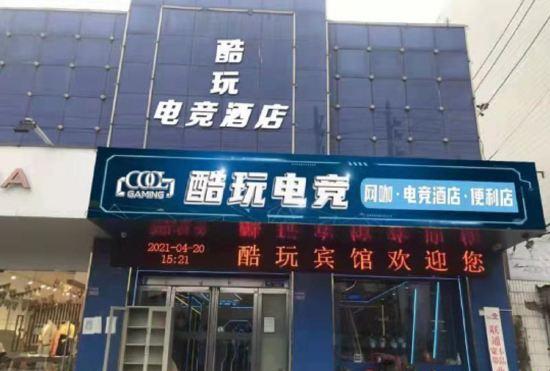 酷
玩
电竞酒店
COOL
GAMING
酷玩电竞
网咖·电竞酒店·便利店
2021-04-20
15:21
酷玩宾馆欢迎您
A